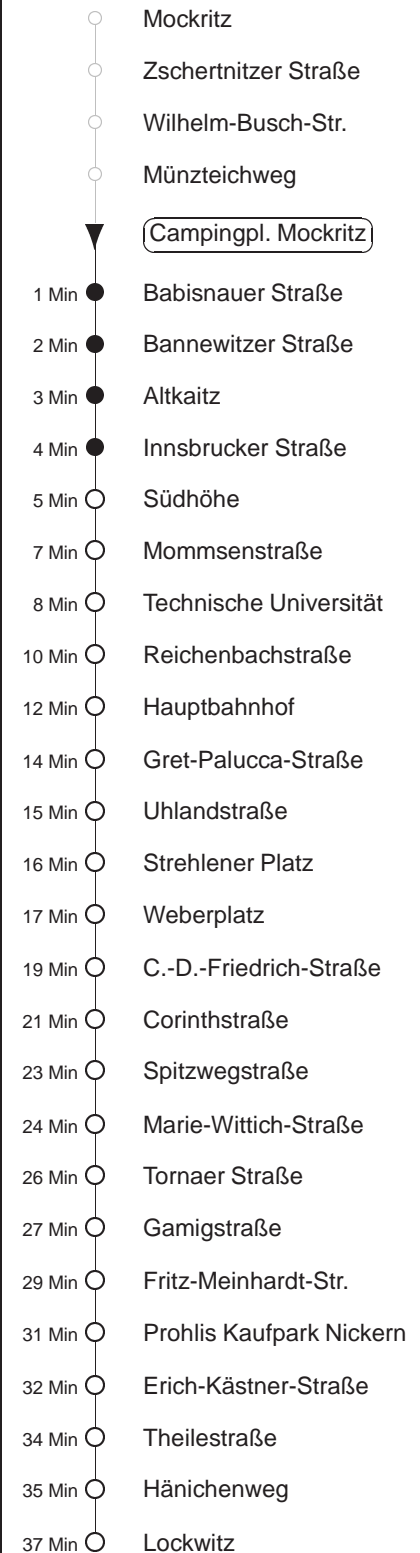 Mockritz
Zschertnitzer Straße
Wilhelm-Busch-Str.
Münzteichweg
Campingpl. Mockritz
1 Min Babisnauer Straße
2 Min Bannewitzer Straße
3 Min Altkaitz
4 Min Innsbrucker Straße
5 Min Südhöhe
7 Min Mommsenstraße
8 Min Technische Universität
10 Min Reichenbachstraße
12 Min Hauptbahnhof
14 Min Gret-Palucca-Straße
15 Min Uhlandstraße
16 Min Strehlener Platz
17 Min Weberplatz
19 Min C.-D.-Friedrich-Straße
21 Min Corinthstraße
23 Min Spitzwegstraße
24 Min Marie-Wittich-Straße
26 Min Tornaer Straße
27 Min Gamigstraße
29 Min Fritz-Meinhardt-Str.
31 Min Prohlis Kaufpark Nickern
32 Min Erich-Kästner-Straße
34 Min Theilestraße
35 Min Hänichenweg
37 Min Lockwitz